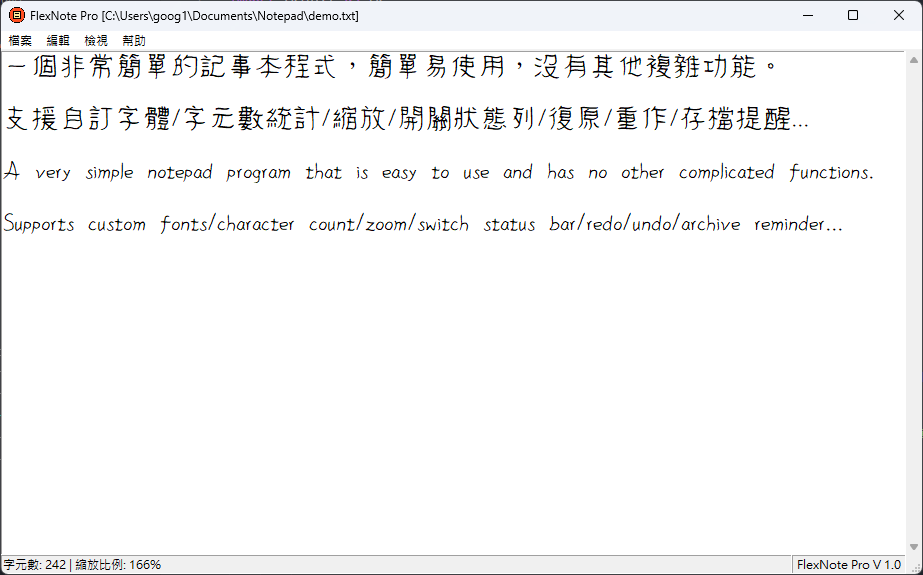 FlexNote Pro [C:\Users\goog1\Documents\Notepad\demo.txt]
檔案 編輯 檢視 幫助
一個非常簡單的記事本程式，簡單易使用，沒有其他複雜功能。
支援自訂字體/字元數統計/縮放/開關狀態列/復原/重作/存檔提醒...
A very simple notepad program that is easy to use and has no other complicated functions.
Supports custom fonts/character count/zoom/switch status bar/redo/undo/archive reminder...
字元數: 242 | 縮放比例: 166% FlexNote Pro V 1.0